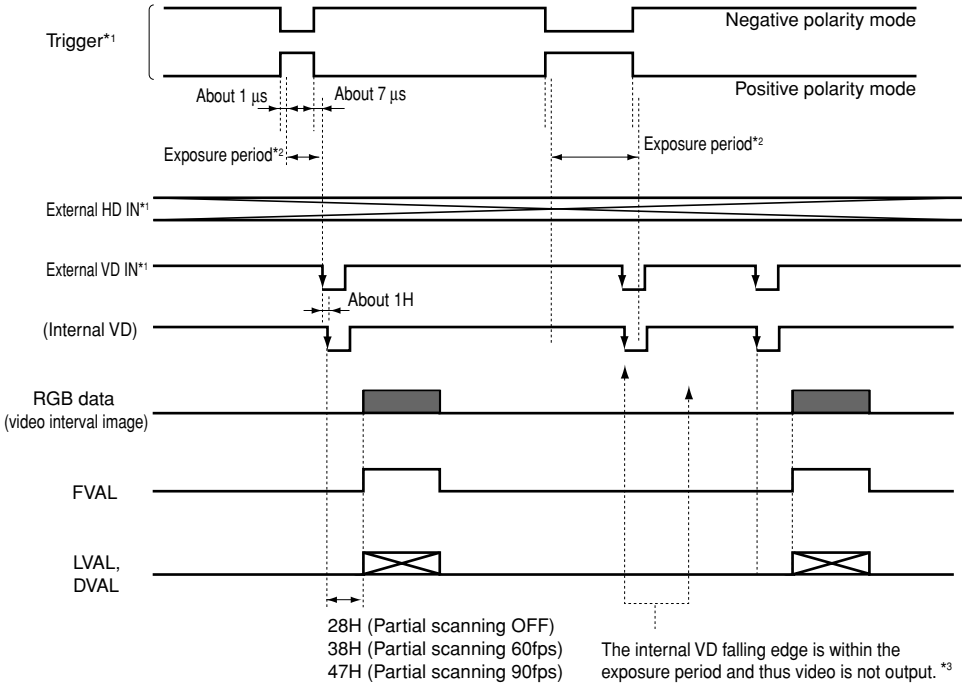 Negative polarity mode
Trigger*1
Positive polarity mode
About 1 μs
About 7 μs
Exposure period*2
Exposure period*2
External HD IN*1
External VD IN*1
About 1H
(Internal VD)
RGB data
(video interval image)
FVAL
LVAL,
DVAL
28H (Partial scanning OFF)
38H (Partial scanning 60fps)
47H (Partial scanning 90fps)
The internal VD falling edge is within the
exposure period and thus video is not output. *3